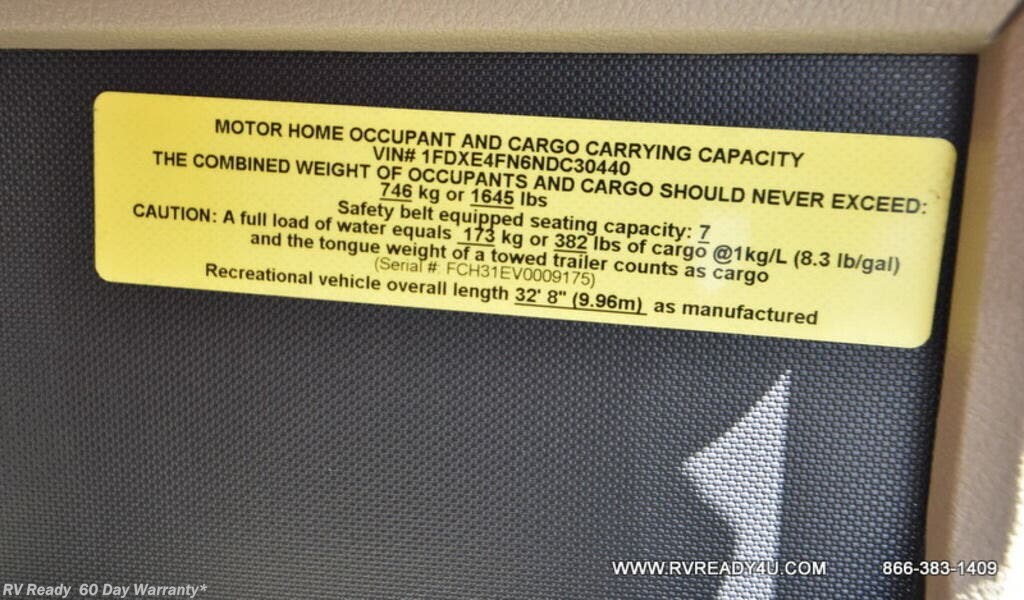 MOTOR HOME OCCUPANT AND CARGO CARRYING CAPACITY
VIN# 1FDXE4FN6NDC30440
THE COMBINED WEIGHT OF OCCUPANTS AND CARGO SHOULD NEVER EXCEED:
746 kg or 1645 lbs
Safety belt equipped seating capacity: 7
CAUTION: A full load of water equals 173 kg or 382 lbs of cargo @1kg/L (8.3 lb/gal)
and the tongue weight of a towed trailer counts as cargo
(Serial #: FCH31EV0009175)
Recreational vehicle overall length 32' 8" (9.96m) as manufactured
WWW.RVREADY4U.COM 866-383-1409
RV Ready 60 Day Warranty*